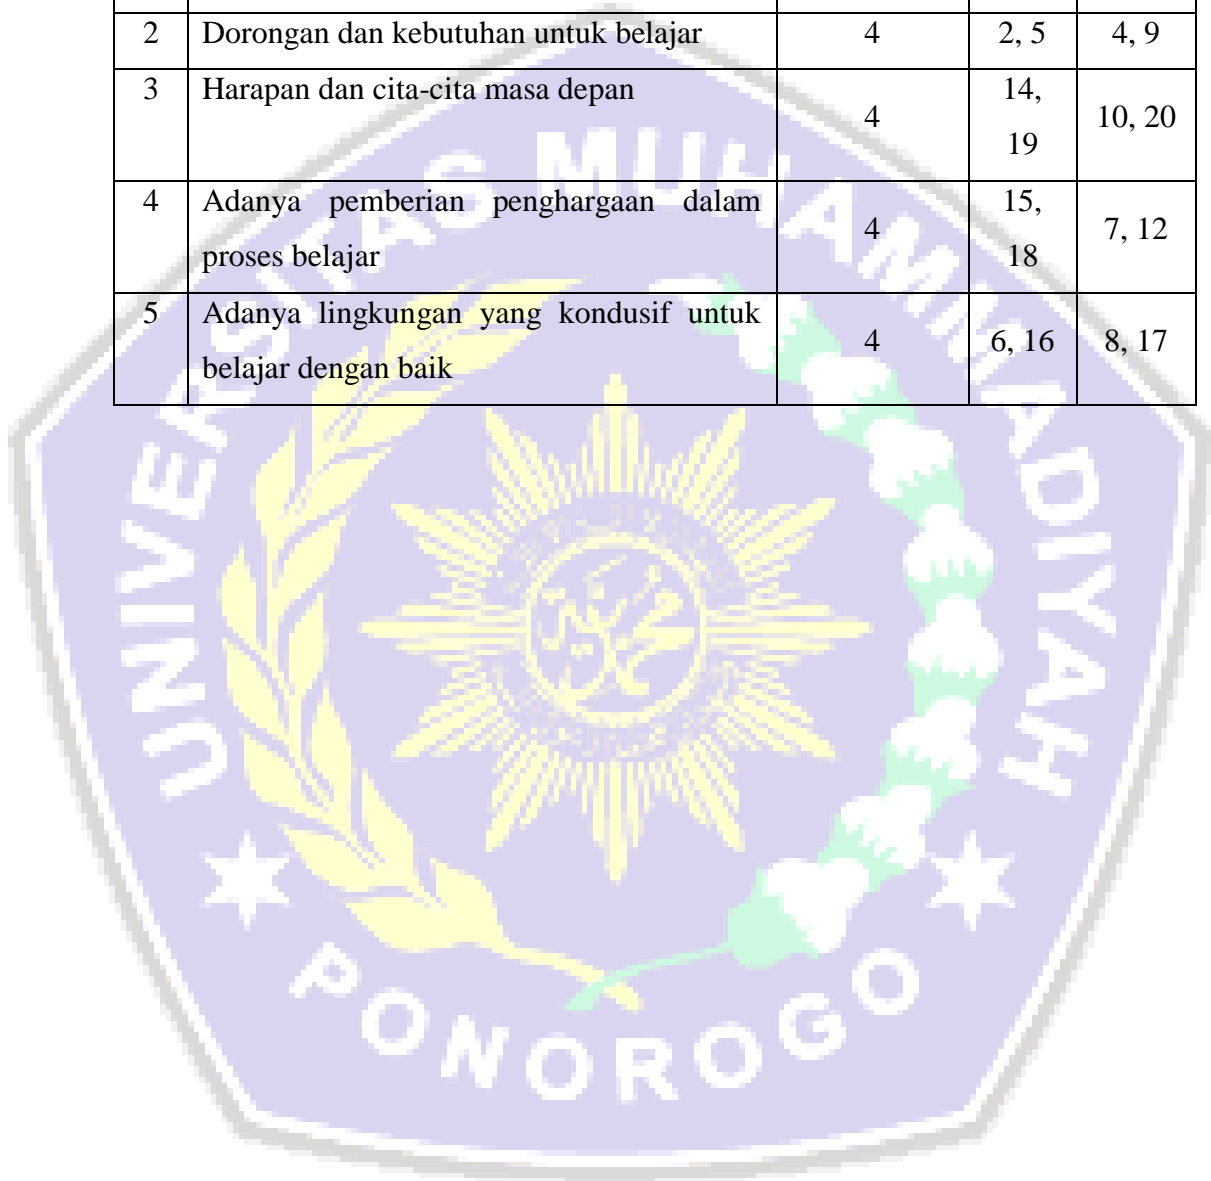 2 Dorongan dan kebutuhan untuk belajar 4 2, 5 4, 9
3 Harapan dan cita-cita masa depan 4 14, 19 10, 20
4 Adanya pemberian penghargaan dalam
proses belajar 4 15, 18 7, 12
5 Adanya lingkungan yang kondusif untuk
belajar dengan baik 4 6, 16 8, 17
UNIVERSITAS MUHAMMADIYAH
PONOROGO